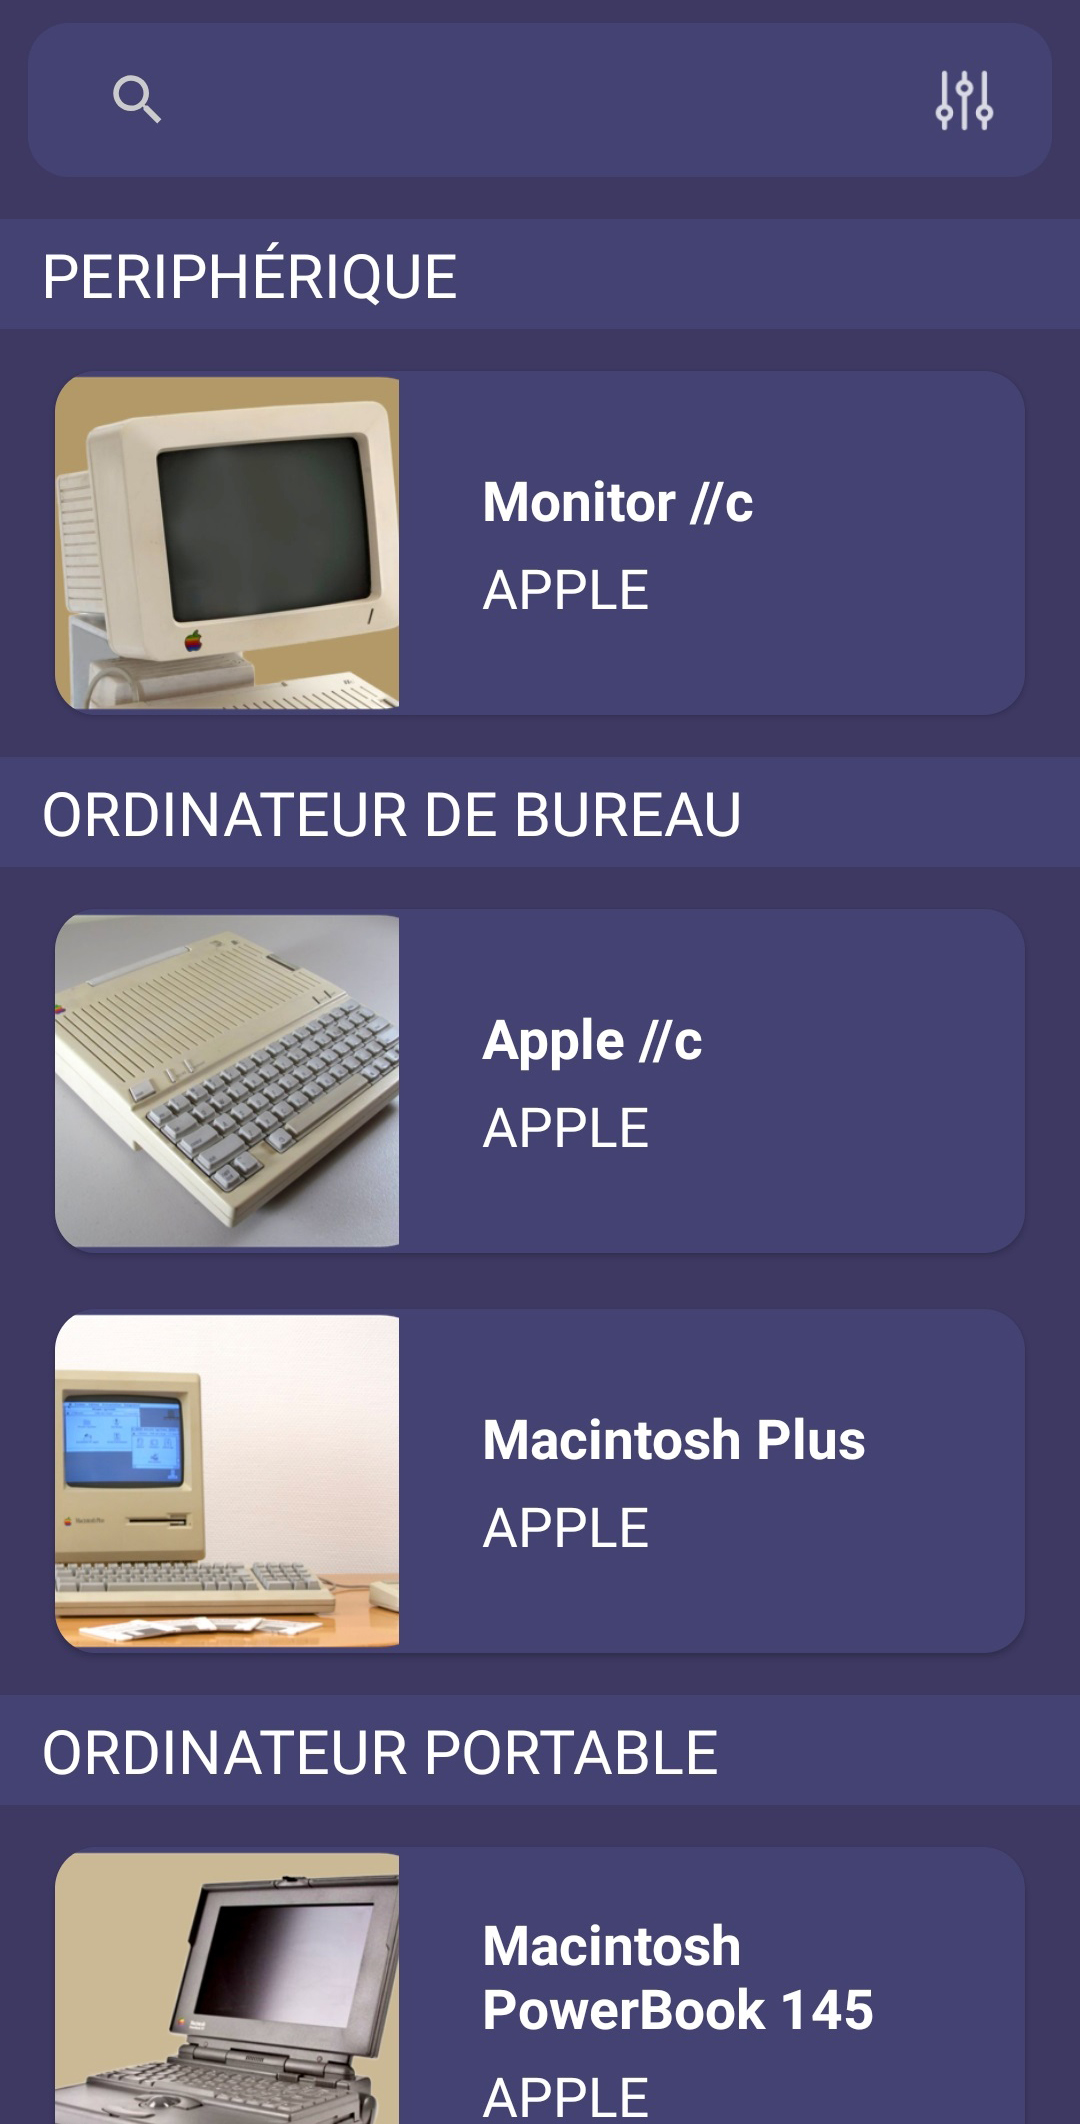 PERIPHÉRIQUE
Monitor //c
APPLE
ORDINATEUR DE BUREAU
Apple //c
APPLE
Macintosh Plus
APPLE
ORDINATEUR PORTABLE
Macintosh
PowerBook 145
APPLE